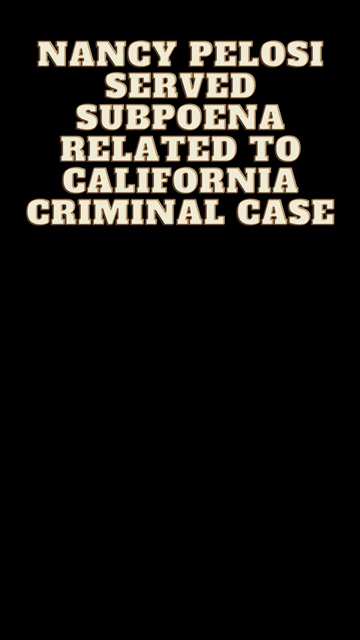 NANCY PELOSI
SERVED
SUBPOENA
RELATED TO
CALIFORNIA
CRIMINAL CASE